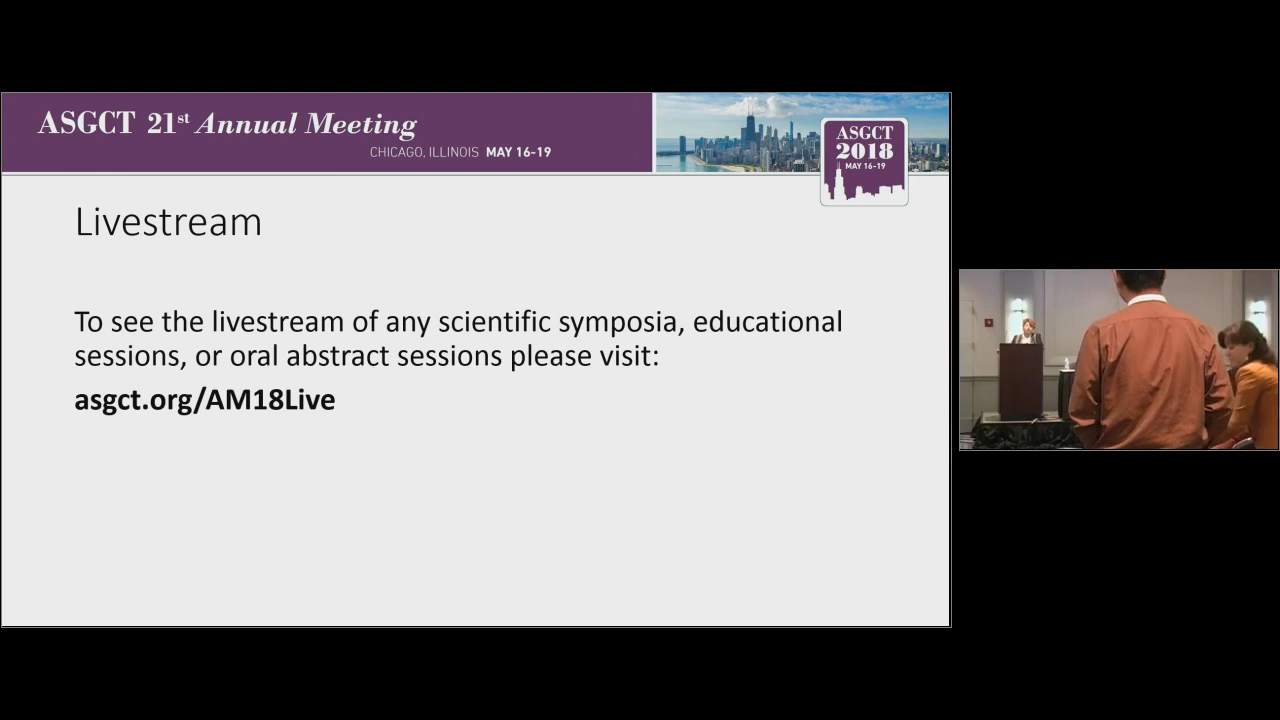 ASGCT 21st Annual Meeting
CHICAGO, ILLINOIS MAY 16-19
ASGCT
2018
MAY 16-19
Livestream
To see the livestream of any scientific symposia, educational
sessions, or oral abstract sessions please visit:
asgct.org/AM18Live